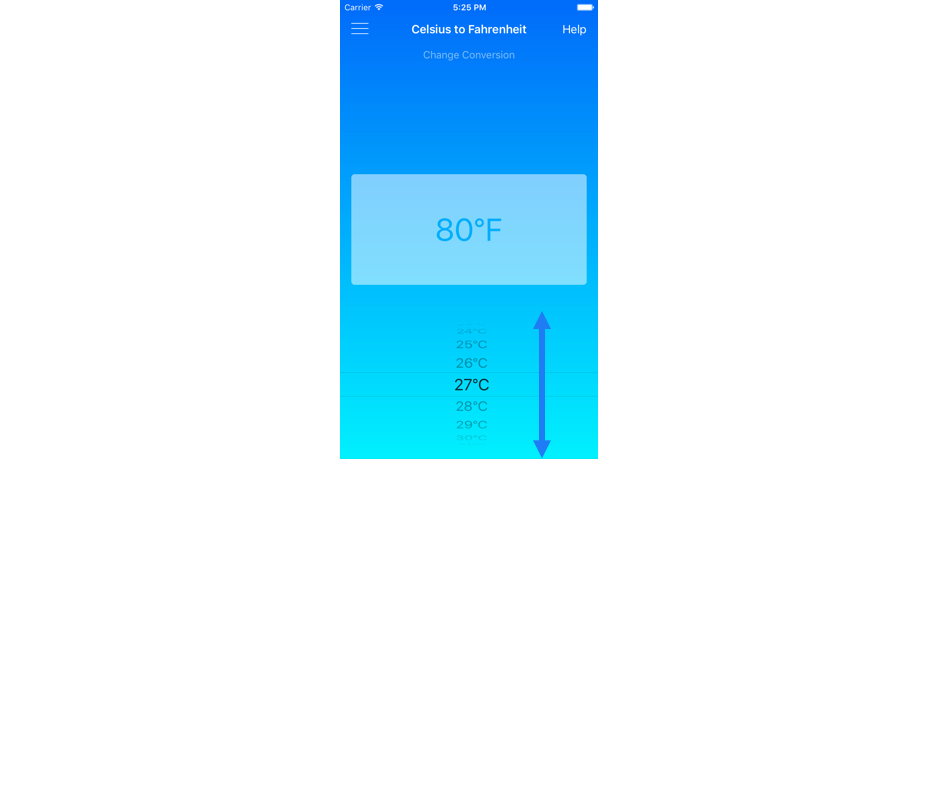 Carrier 5:25 PM
Celsius to Fahrenheit Help
Change Conversion
80°F
24°C
25°C
26°C
27°C
28°C
29°C
30°C